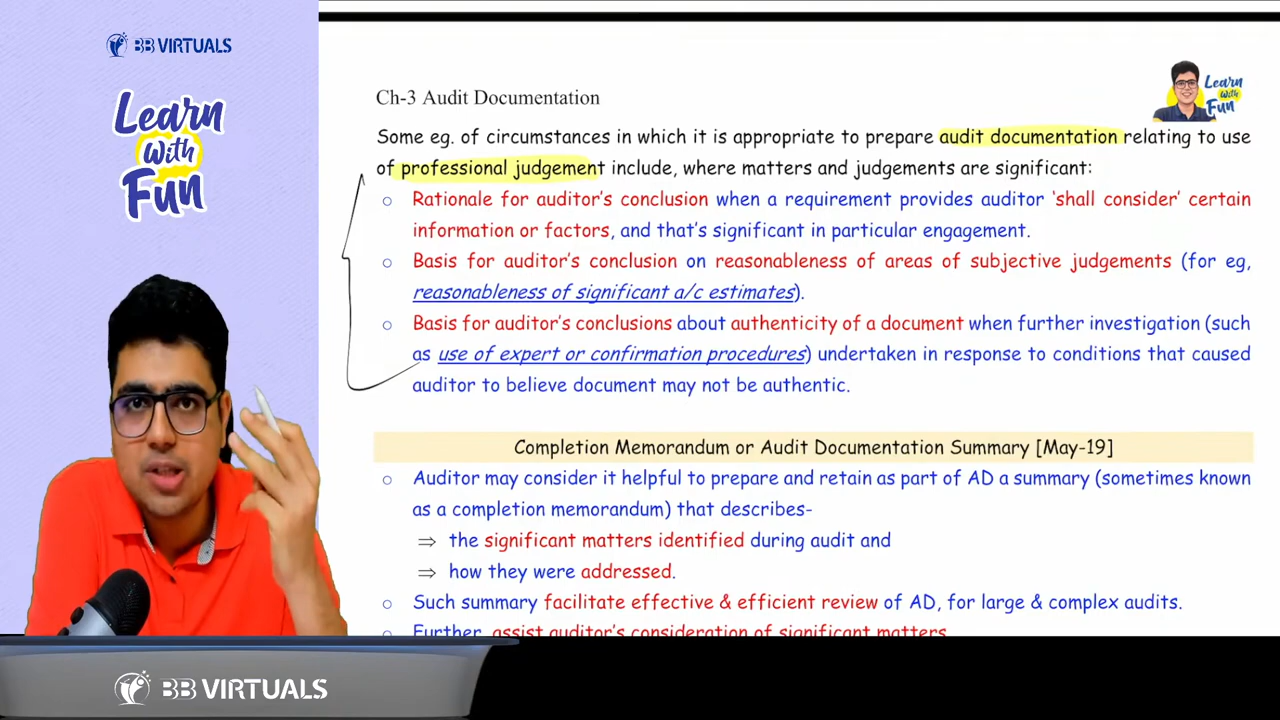 BB VIRTUALS
Learn
With
Fun
Learn
With
Fun
Ch-3 Audit Documentation
Some eg. of circumstances in which it is appropriate to prepare audit documentation relating to use
of professional judgement include, where matters and judgements are significant:
○ Rationale for auditor's conclusion when a requirement provides auditor 'shall consider' certain
information or factors, and that's significant in particular engagement.
○ Basis for auditor's conclusion on reasonableness of areas of subjective judgements (for eg,
reasonableness of significant a/c estimates).
○ Basis for auditor's conclusions about authenticity of a document when further investigation (such
as use of expert or confirmation procedures) undertaken in response to conditions that caused
auditor to believe document may not be authentic.
Completion Memorandum or Audit Documentation Summary [May-19]
○ Auditor may consider it helpful to prepare and retain as part of AD a summary (sometimes known
as a completion memorandum) that describes-
⇒ the significant matters identified during audit and
⇒ how they were addressed.
○ Such summary facilitate effective & efficient review of AD, for large & complex audits.
○ Further, assist auditor's consideration of significant matters.
BB VIRTUALS